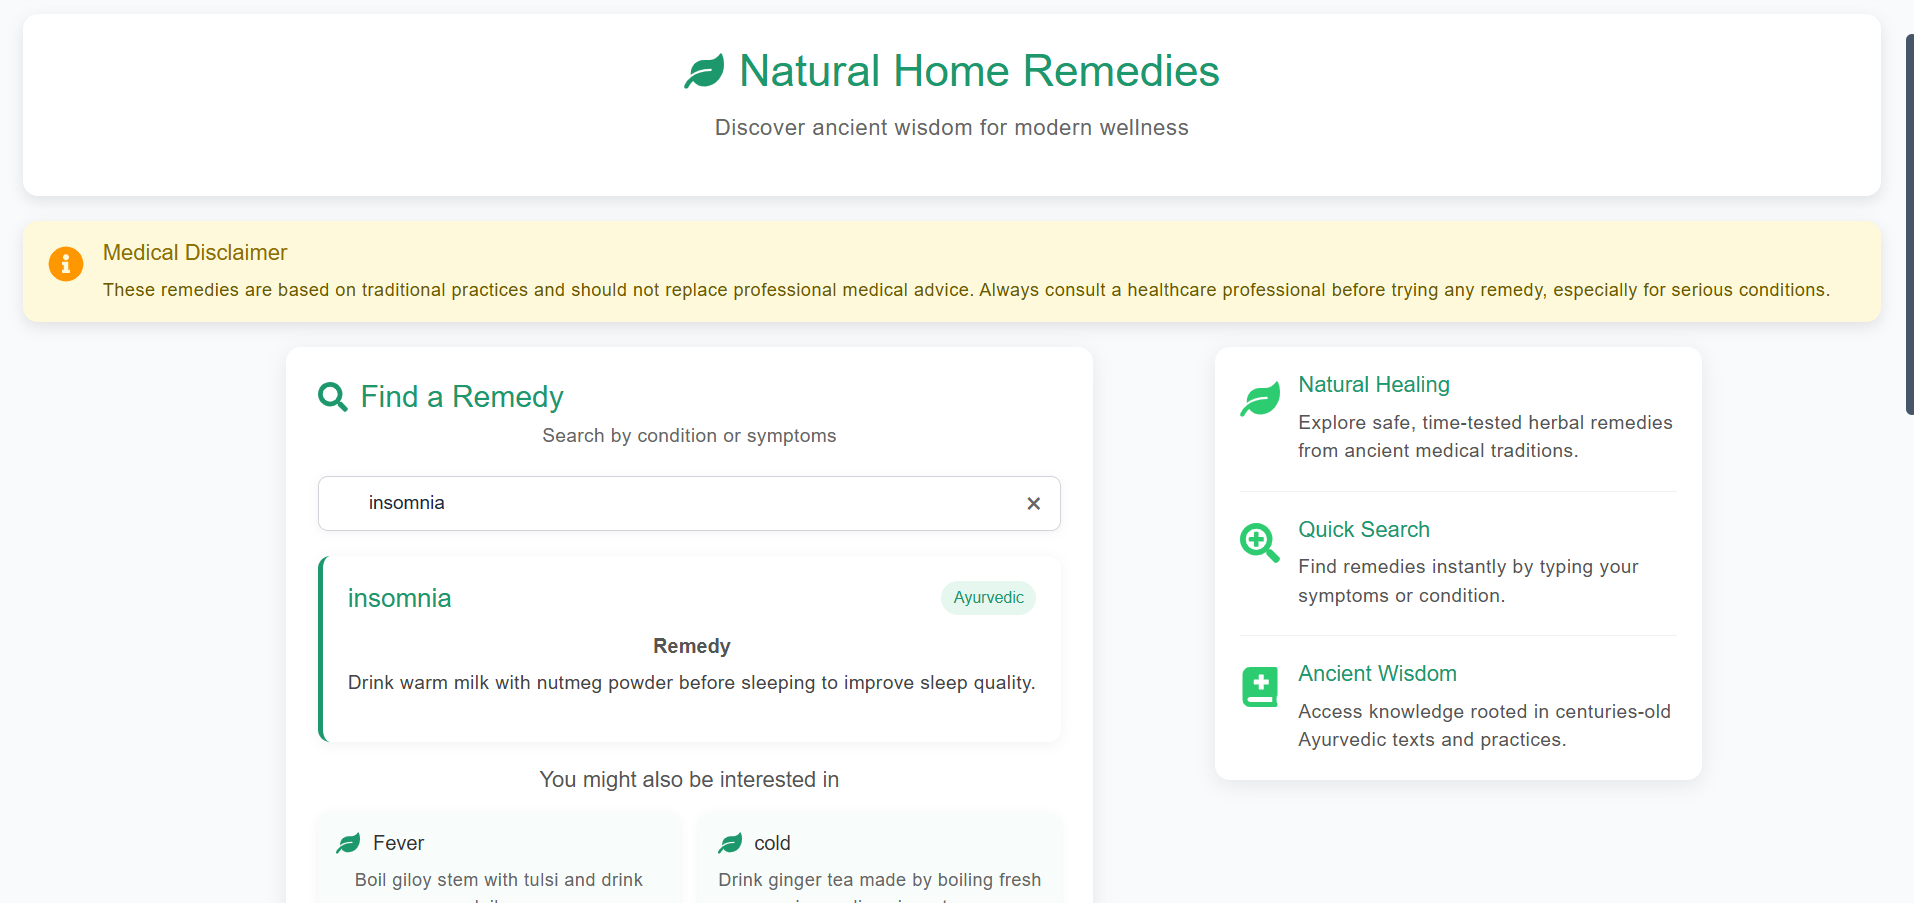 Natural Home Remedies
Discover ancient wisdom for modern wellness
Medical Disclaimer
These remedies are based on traditional practices and should not replace professional medical advice. Always consult a healthcare professional before trying any remedy, especially for serious conditions.
Find a Remedy
Search by condition or symptoms
insomnia
insomnia
Ayurvedic
Remedy
Drink warm milk with nutmeg powder before sleeping to improve sleep quality.
You might also be interested in
Fever
Boil giloy stem with tulsi and drink
cold
Drink ginger tea made by boiling fresh
Natural Healing
Explore safe, time-tested herbal remedies
from ancient medical traditions.
Quick Search
Find remedies instantly by typing your
symptoms or condition.
Ancient Wisdom
Access knowledge rooted in centuries-old
Ayurvedic texts and practices.